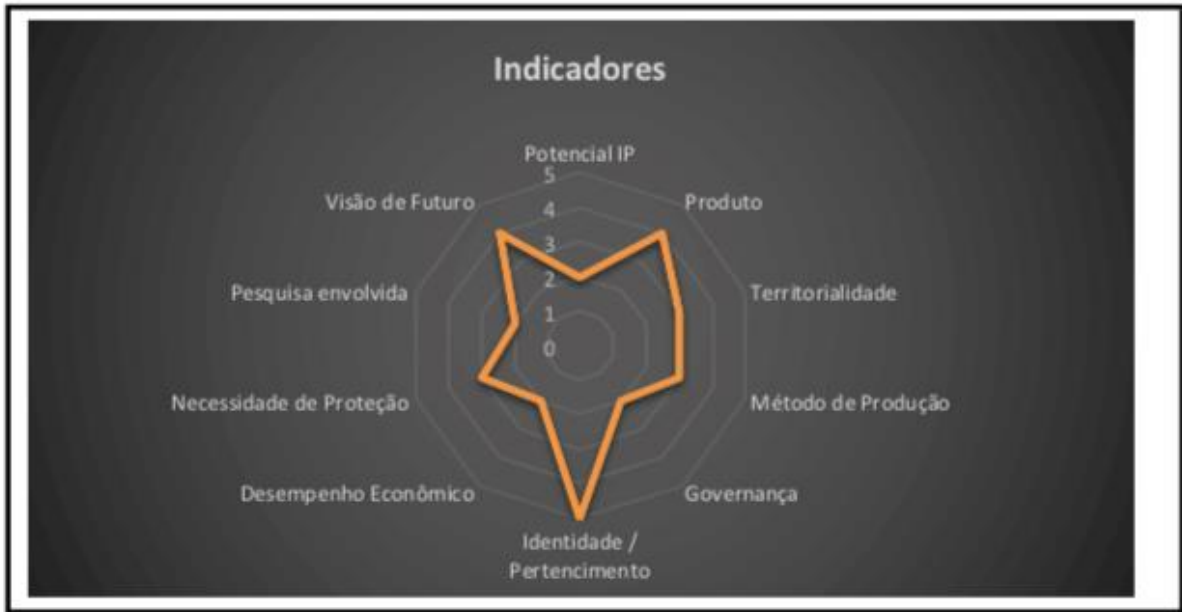 Indicadores
Potencial IP
5
Visão de Futuro
Produto
4
3
Pesquisa envolvida
Territorialidade
2
1
0
Necessidade de Proteção
Método de Produção
Desempenho Econômico
Governança
Identidade /
Pertencimento